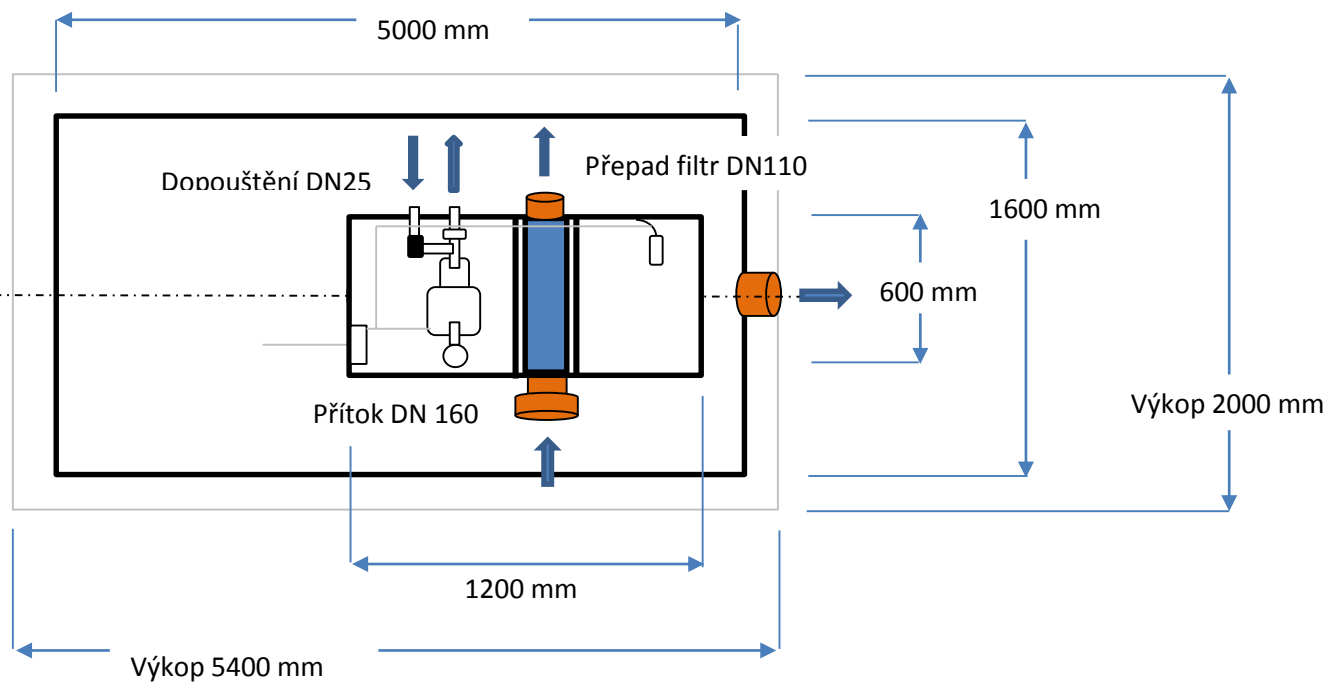 5000 mm
Přepad filtr DN110
Dopouštění DN25
1600 mm
600 mm
Přítok DN 160
Výkop 2000 mm
1200 mm
Výkop 5400 mm